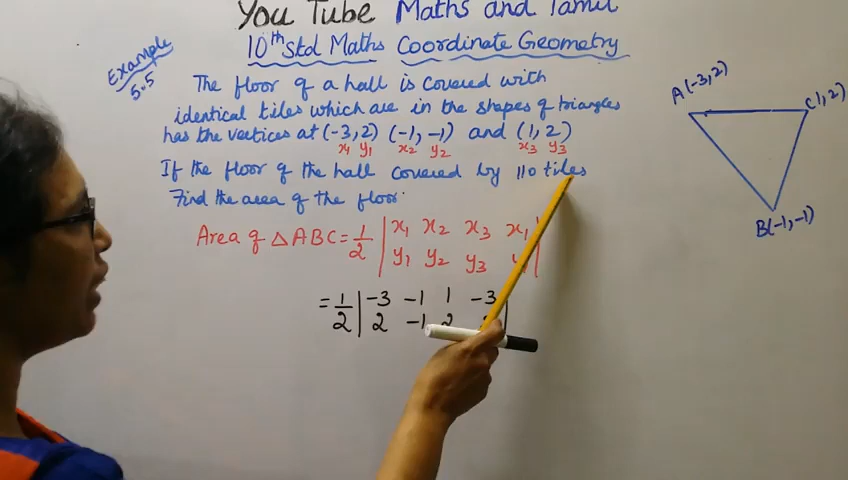 You Tube Maths and Tamil
10th Std Maths Coordinate Geometry
Example 5.5
The floor of a hall is covered with
identical tiles which are in the shapes of triangles
has the vertices at (-3,2) (-1,-1) and (1,2)
x₁ y₁ x₂ y₂ x₃ y₃
If the floor of the hall covered by 110 tiles
Find the area of the floor.
A(-3,2)
C(1,2)
B(-1,-1)
Area of △ABC = 1/2 | x₁ x₂ x₃ x₁ |
y₁ y₂ y₃
= 1/2 | -3 -1 1 -3 |
2 -1 2